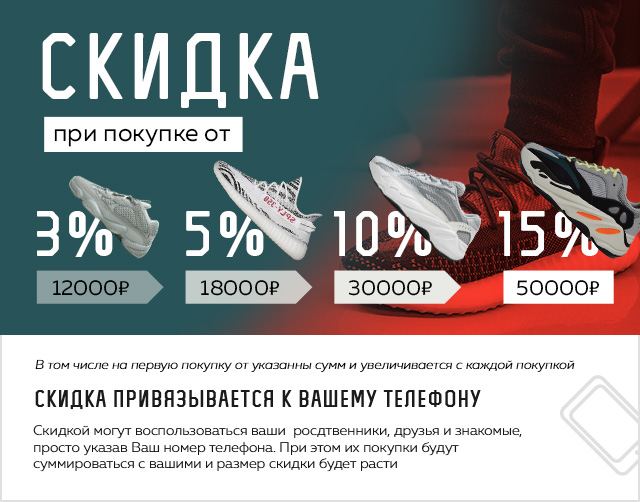 СКИДКА
при покупке от
3% 5% 10% 15%
12000₽ 18000₽ 30000₽ 50000₽
В том числе на первую покупку от указанны сумм и увеличивается с каждой покупкой
СКИДКА ПРИВЯЗЫВАЕТСЯ К ВАШЕМУ ТЕЛЕФОНУ
Скидкой могут воспользоваться ваши росдтвенники, друзья и знакомые,
просто указав Ваш номер телефона. При этом их покупки будут
суммироваться с вашими и размер скидки будет расти